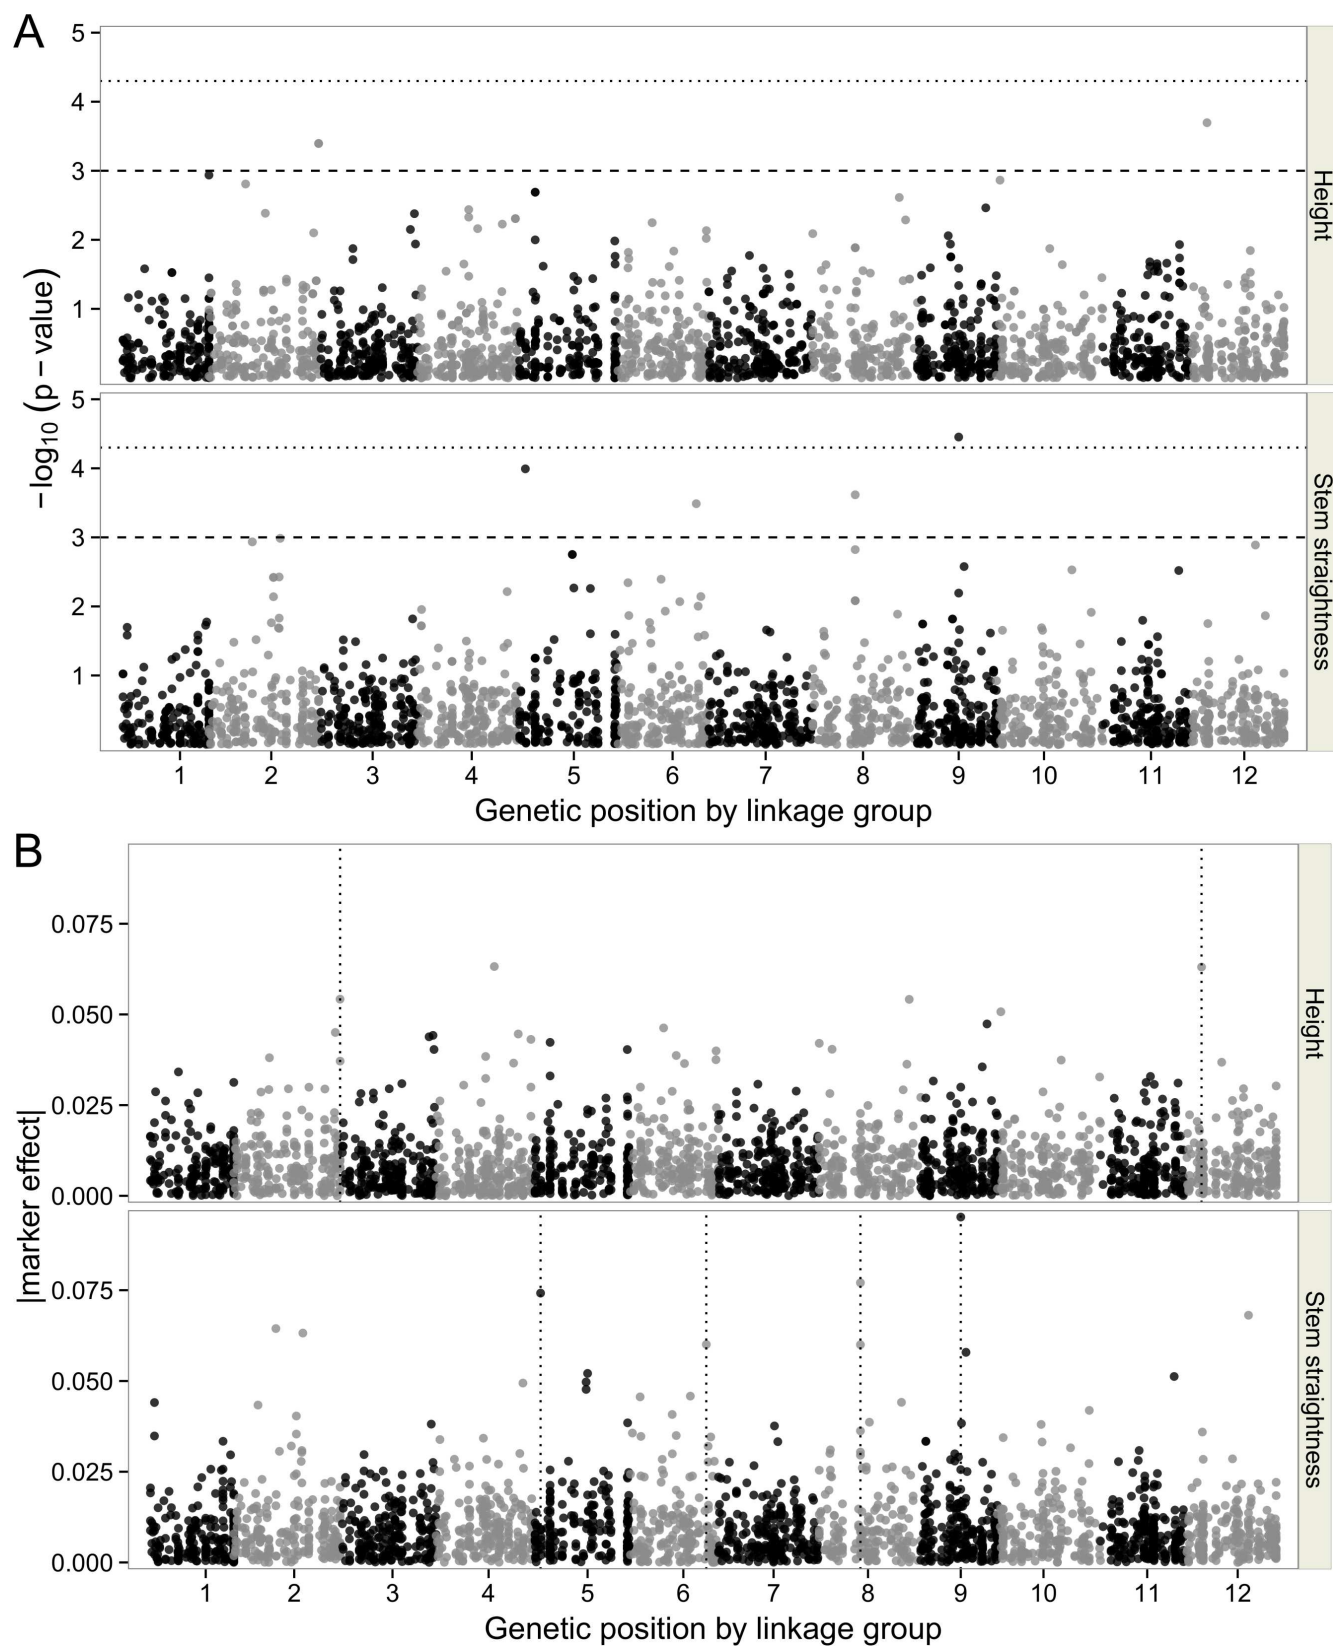 A
5
4
3
2
1
Height
−log10 (p − value)
5
4
3
2
1
Stem straightness
1 2 3 4 5 6 7 8 9 10 11 12
Genetic position by linkage group
B
0.075
0.050
0.025
0.000
Height
|marker effect|
0.075
0.050
0.025
0.000
Stem straightness
1 2 3 4 5 6 7 8 9 10 11 12
Genetic position by linkage group